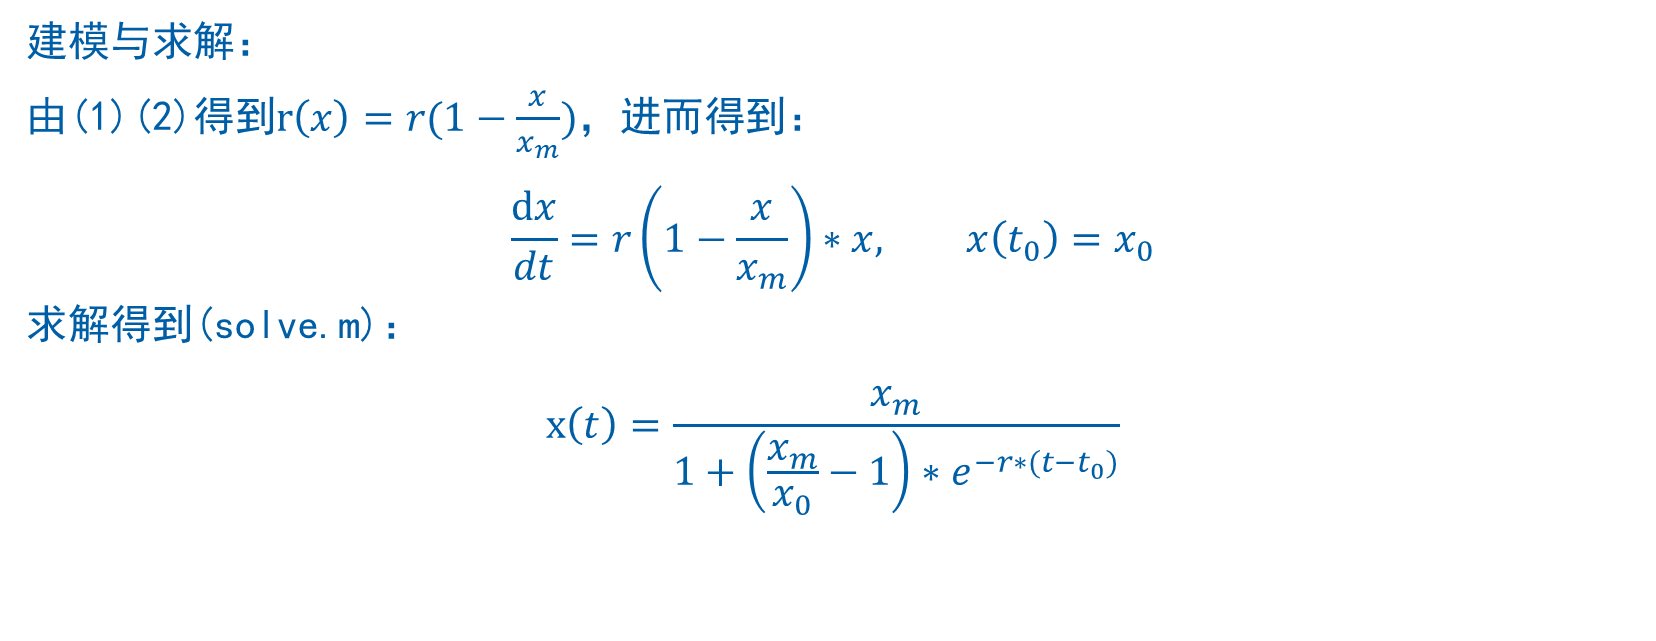 建模与求解：
由(1)(2)得到r(x) = r(1 − x/x_m)，进而得到：
dx/dt = r(1 − x/x_m) ∗ x,    x(t_0) = x_0
求解得到(solve.m)：
x(t) = x_m / (1 + (x_m/x_0 − 1) ∗ e^{−r∗(t−t_0)})